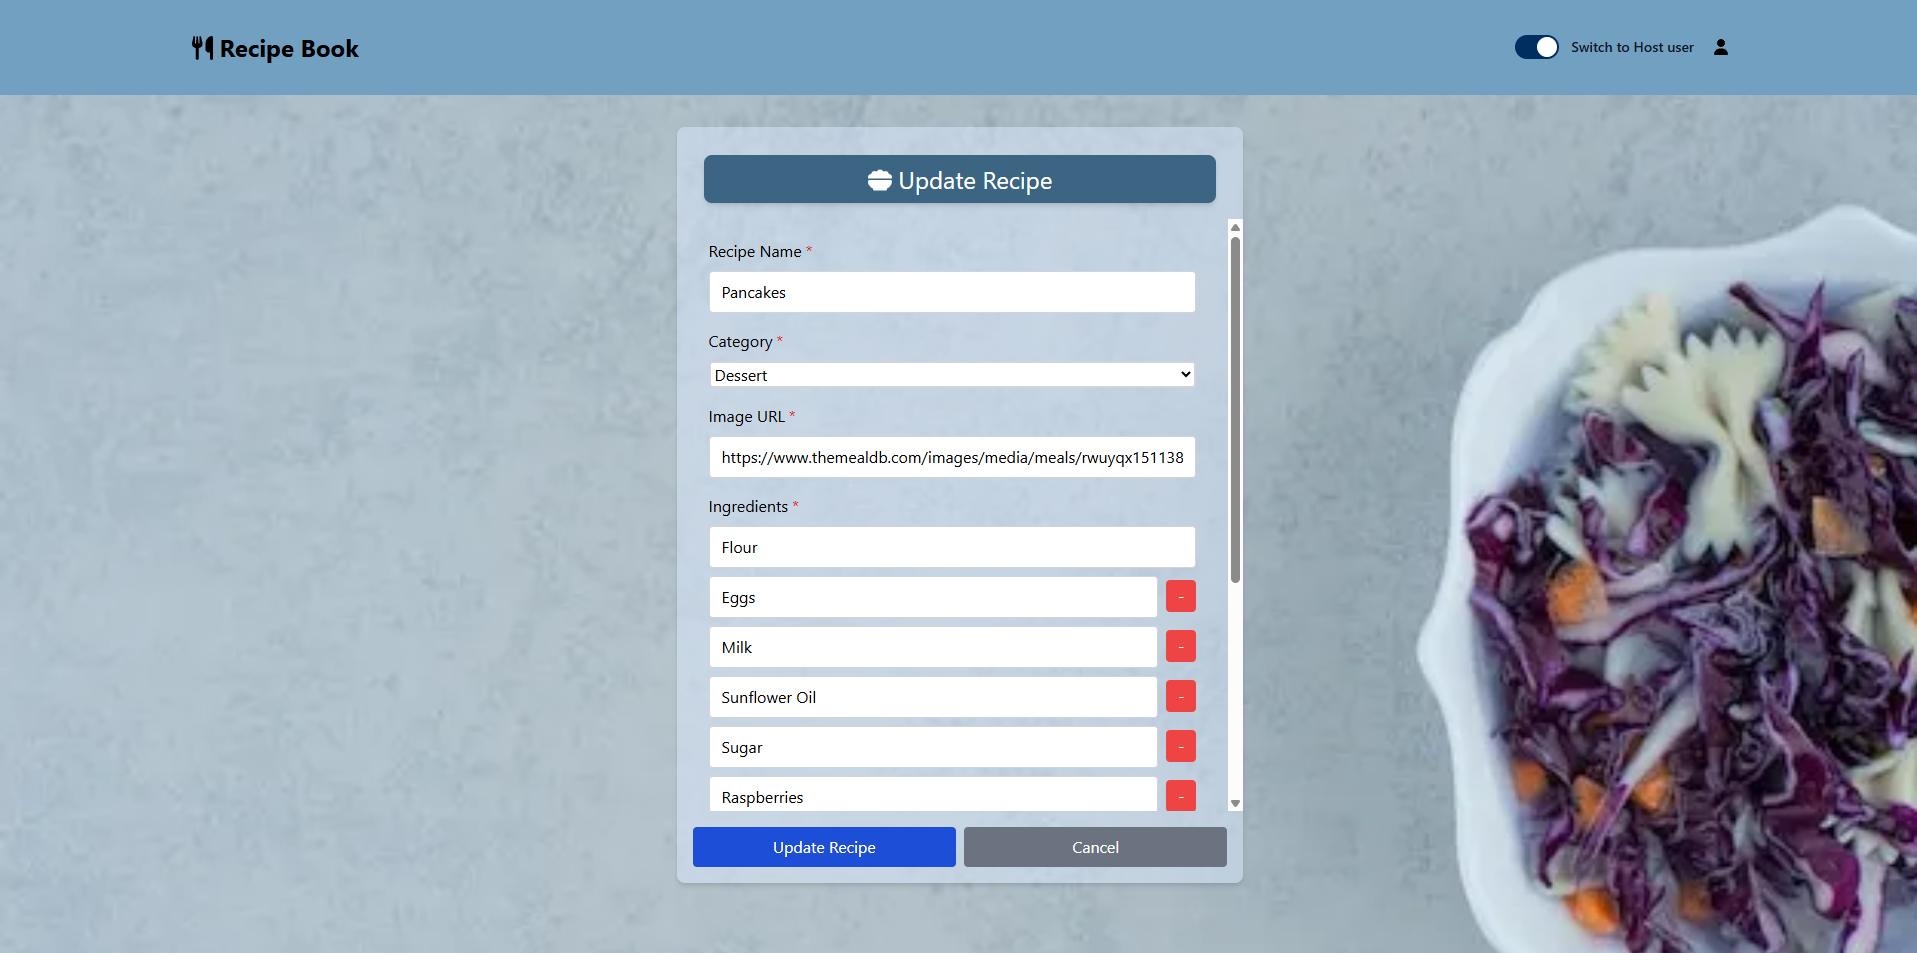 Recipe Book
Switch to Host user
Update Recipe
Recipe Name *
Pancakes
Category *
Dessert
Image URL *
https://www.themealdb.com/images/media/meals/rwuyqx151138
Ingredients *
Flour
Eggs
-
Milk
-
Sunflower Oil
-
Sugar
-
Raspberries
-
Update Recipe
Cancel